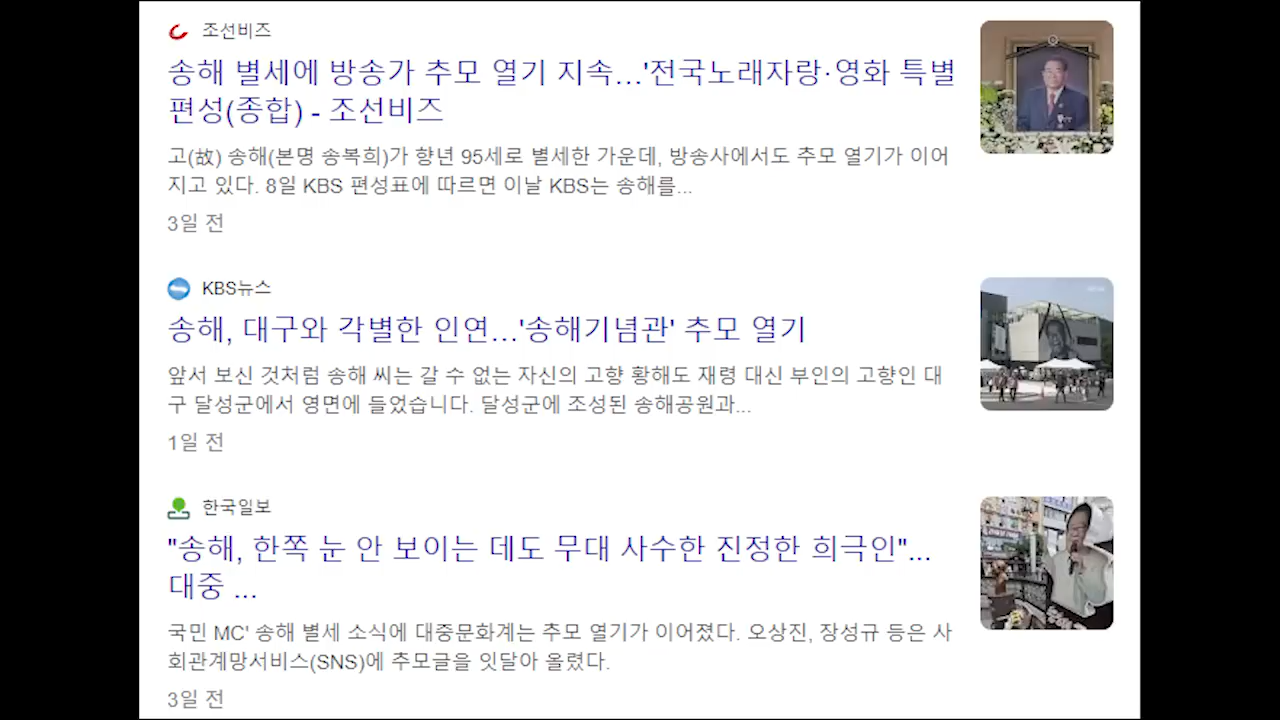 조선비즈
송해 별세에 방송가 추모 열기 지속...'전국노래자랑·영화 특별
편성(종합) - 조선비즈
고(故) 송해(본명 송복희)가 향년 95세로 별세한 가운데, 방송사에서도 추모 열기가 이어
지고 있다. 8일 KBS 편성표에 따르면 이날 KBS는 송해를...
3일 전
KBS뉴스
송해, 대구와 각별한 인연...'송해기념관' 추모 열기
앞서 보신 것처럼 송해 씨는 갈 수 없는 자신의 고향 황해도 재령 대신 부인의 고향인 대
구 달성군에서 영면에 들었습니다. 달성군에 조성된 송해공원과...
1일 전
한국일보
"송해, 한쪽 눈 안 보이는 데도 무대 사수한 진정한 희극인"...
대중 ...
국민 MC' 송해 별세 소식에 대중문화계는 추모 열기가 이어졌다. 오상진, 장성규 등은 사
회관계망서비스(SNS)에 추모글을 잇달아 올렸다.
3일 전